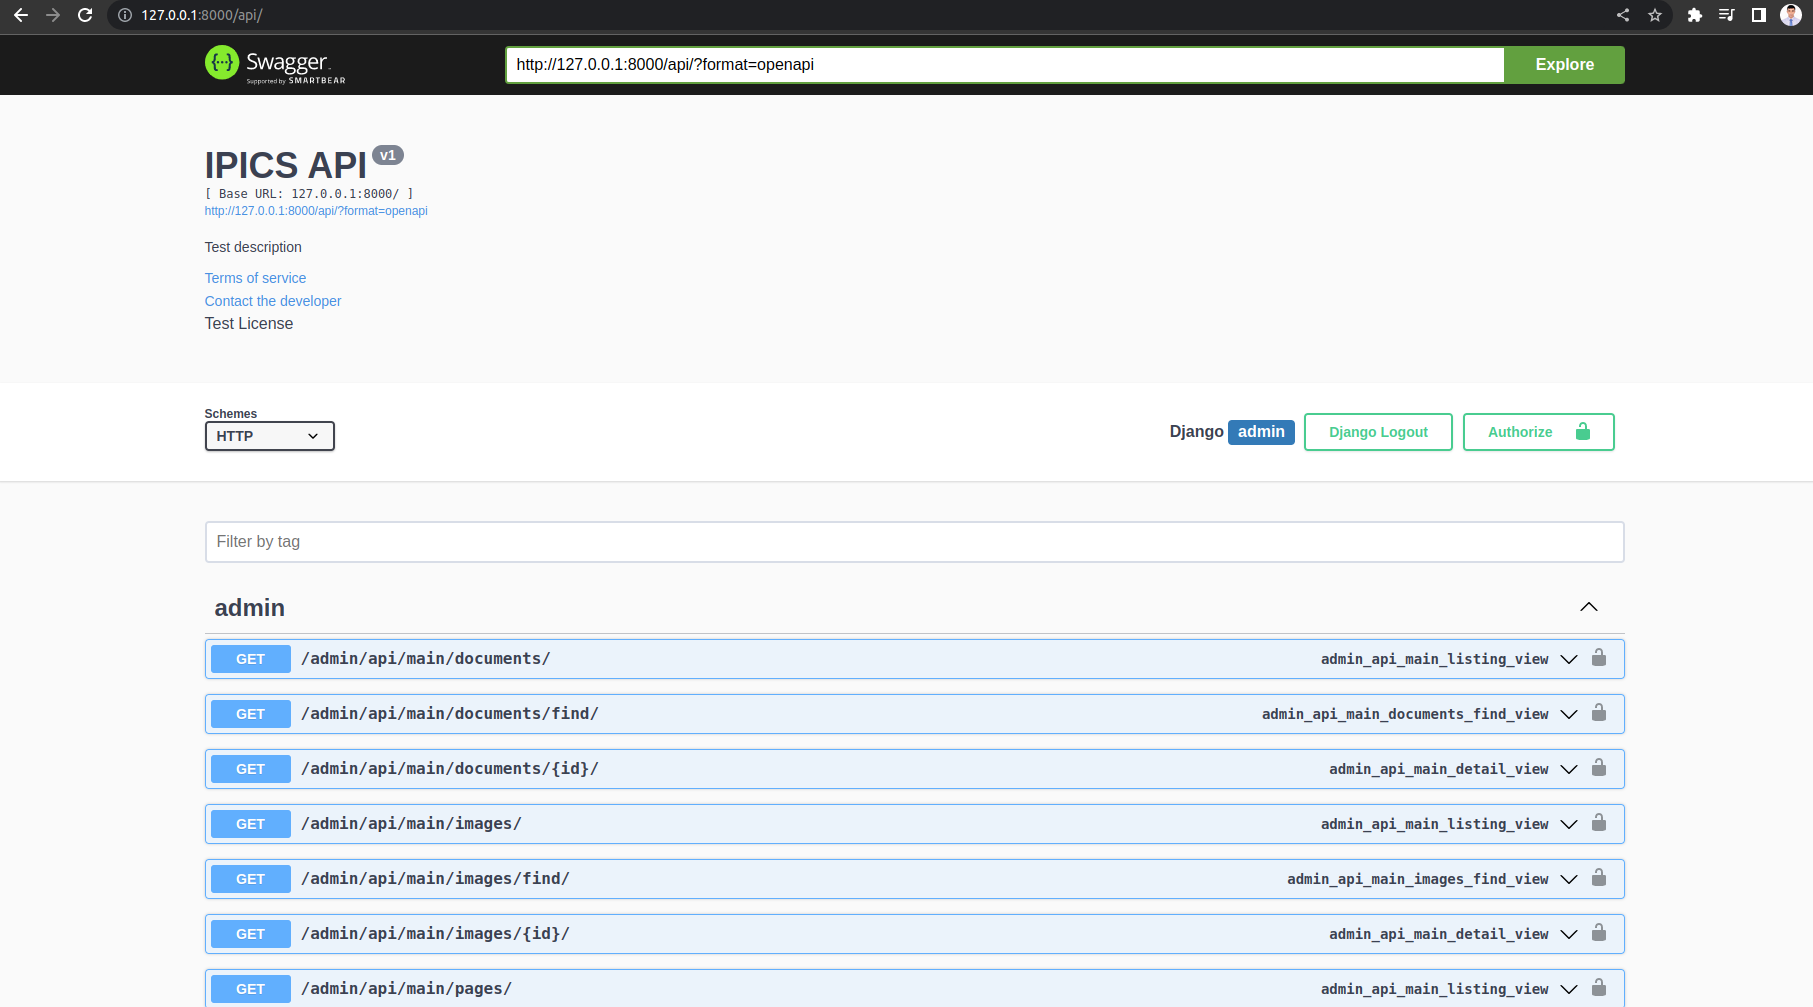 127.0.0.1:8000/api/
Swagger
Supported by SMARTBEAR
http://127.0.0.1:8000/api/?format=openapi
Explore
IPICS API v1
[ Base URL: 127.0.0.1:8000/ ]
http://127.0.0.1:8000/api/?format=openapi
Test description
Terms of service
Contact the developer
Test License
Schemes
HTTP
Django admin
Django Logout
Authorize
Filter by tag
admin
GET /admin/api/main/documents/ admin_api_main_listing_view
GET /admin/api/main/documents/find/ admin_api_main_documents_find_view
GET /admin/api/main/documents/{id}/ admin_api_main_detail_view
GET /admin/api/main/images/ admin_api_main_listing_view
GET /admin/api/main/images/find/ admin_api_main_images_find_view
GET /admin/api/main/images/{id}/ admin_api_main_detail_view
GET /admin/api/main/pages/ admin_api_main_listing_view